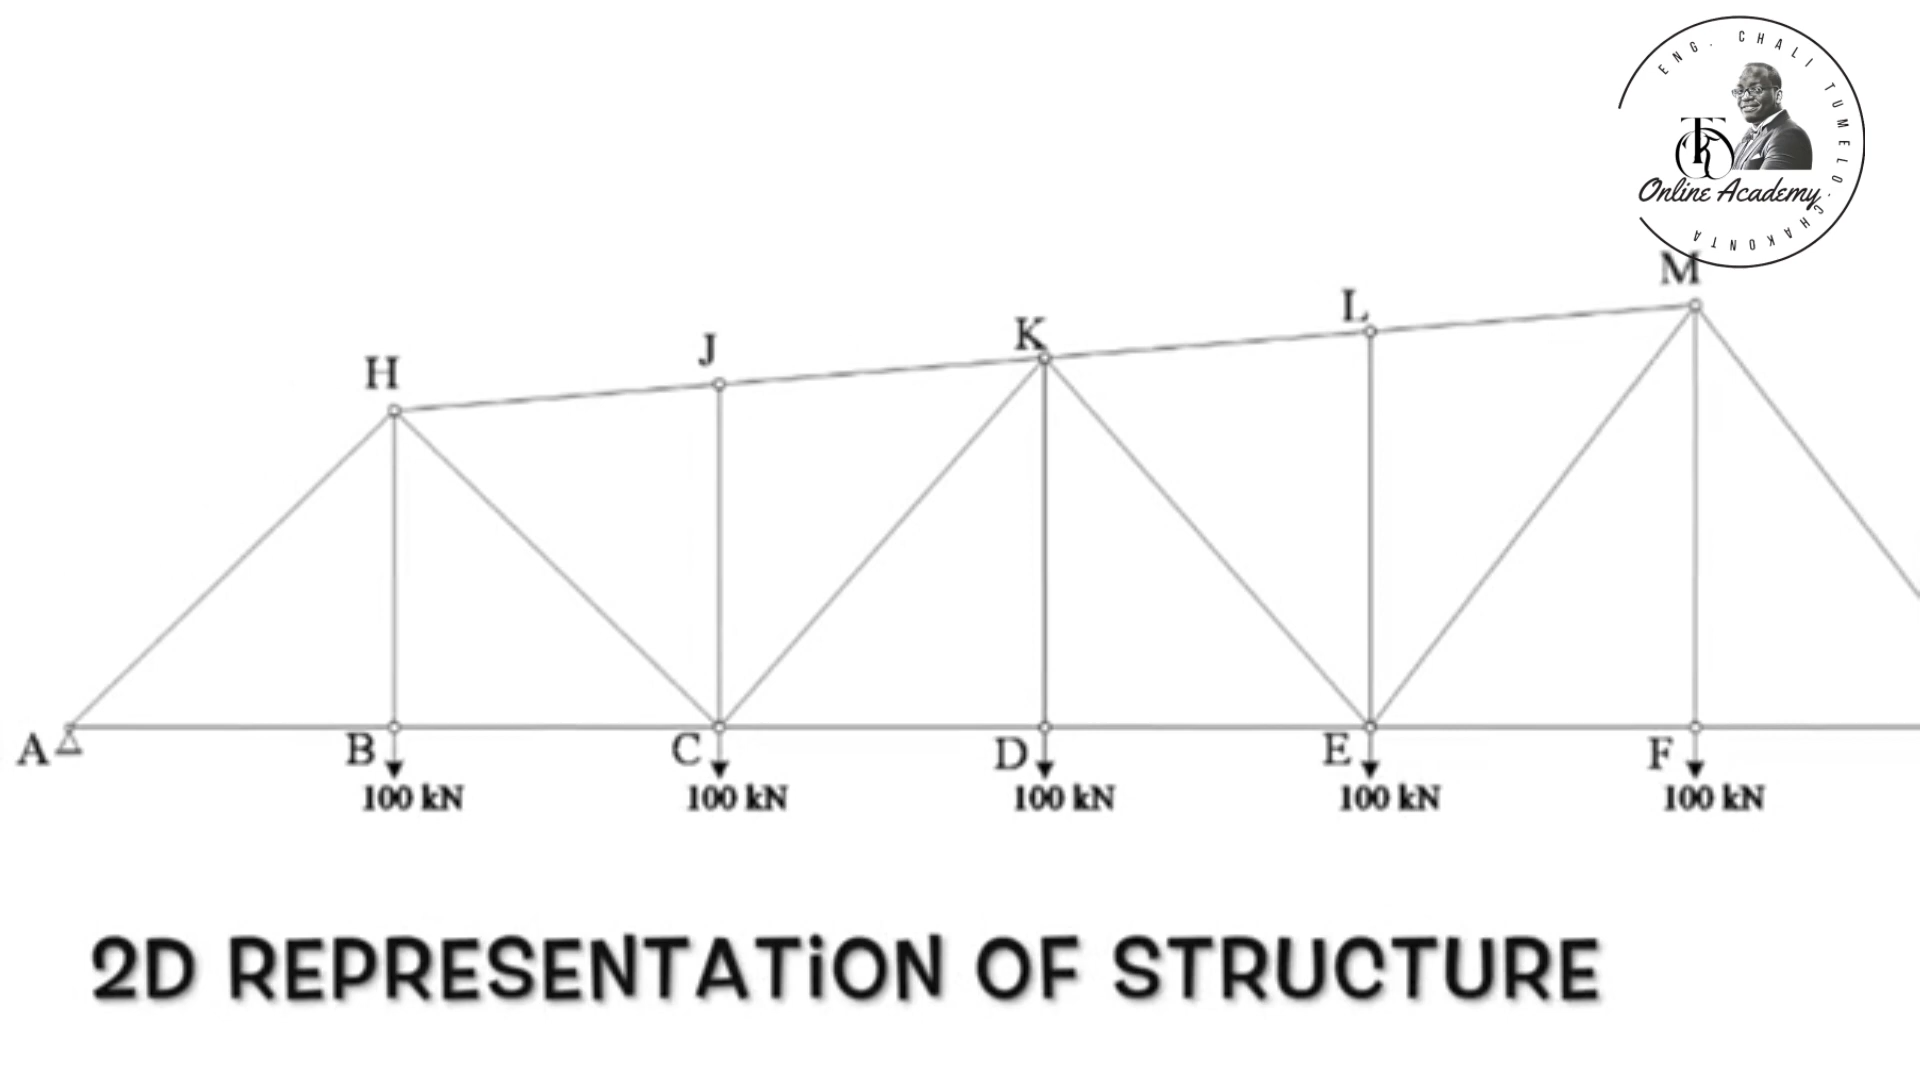 ENG. CHALI TUMELO. CHAKONTA
Online Academy
M
L
K
J
H
A B C D E F
100 kN 100 kN 100 kN 100 kN 100 kN
2D REPRESENTATiON OF STRUCTURE